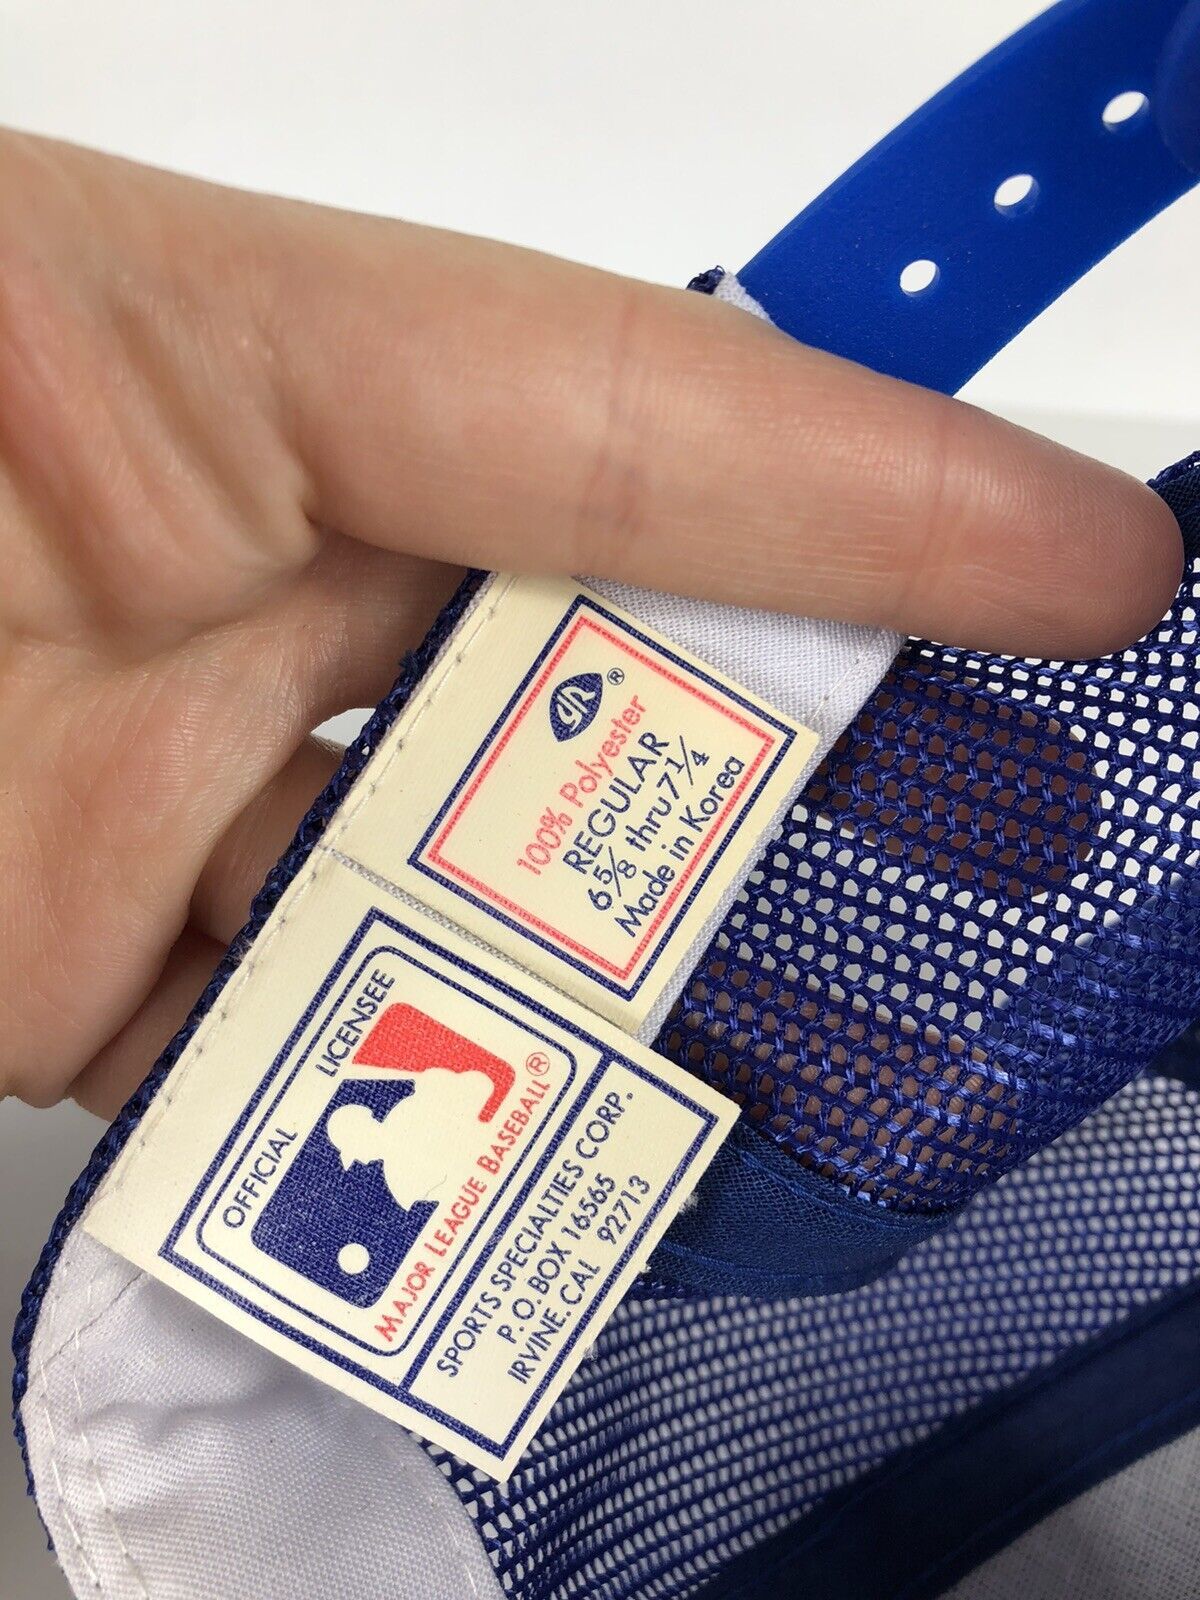 YR ®
100% Polyester
REGULAR
6 5/8 thru 7 1/4
Made in Korea
OFFICIAL LICENSEE
MAJOR LEAGUE BASEBALL®
SPORTS SPECIALTIES CORP.
P.O. BOX 16565
IRVINE. CAL 92713